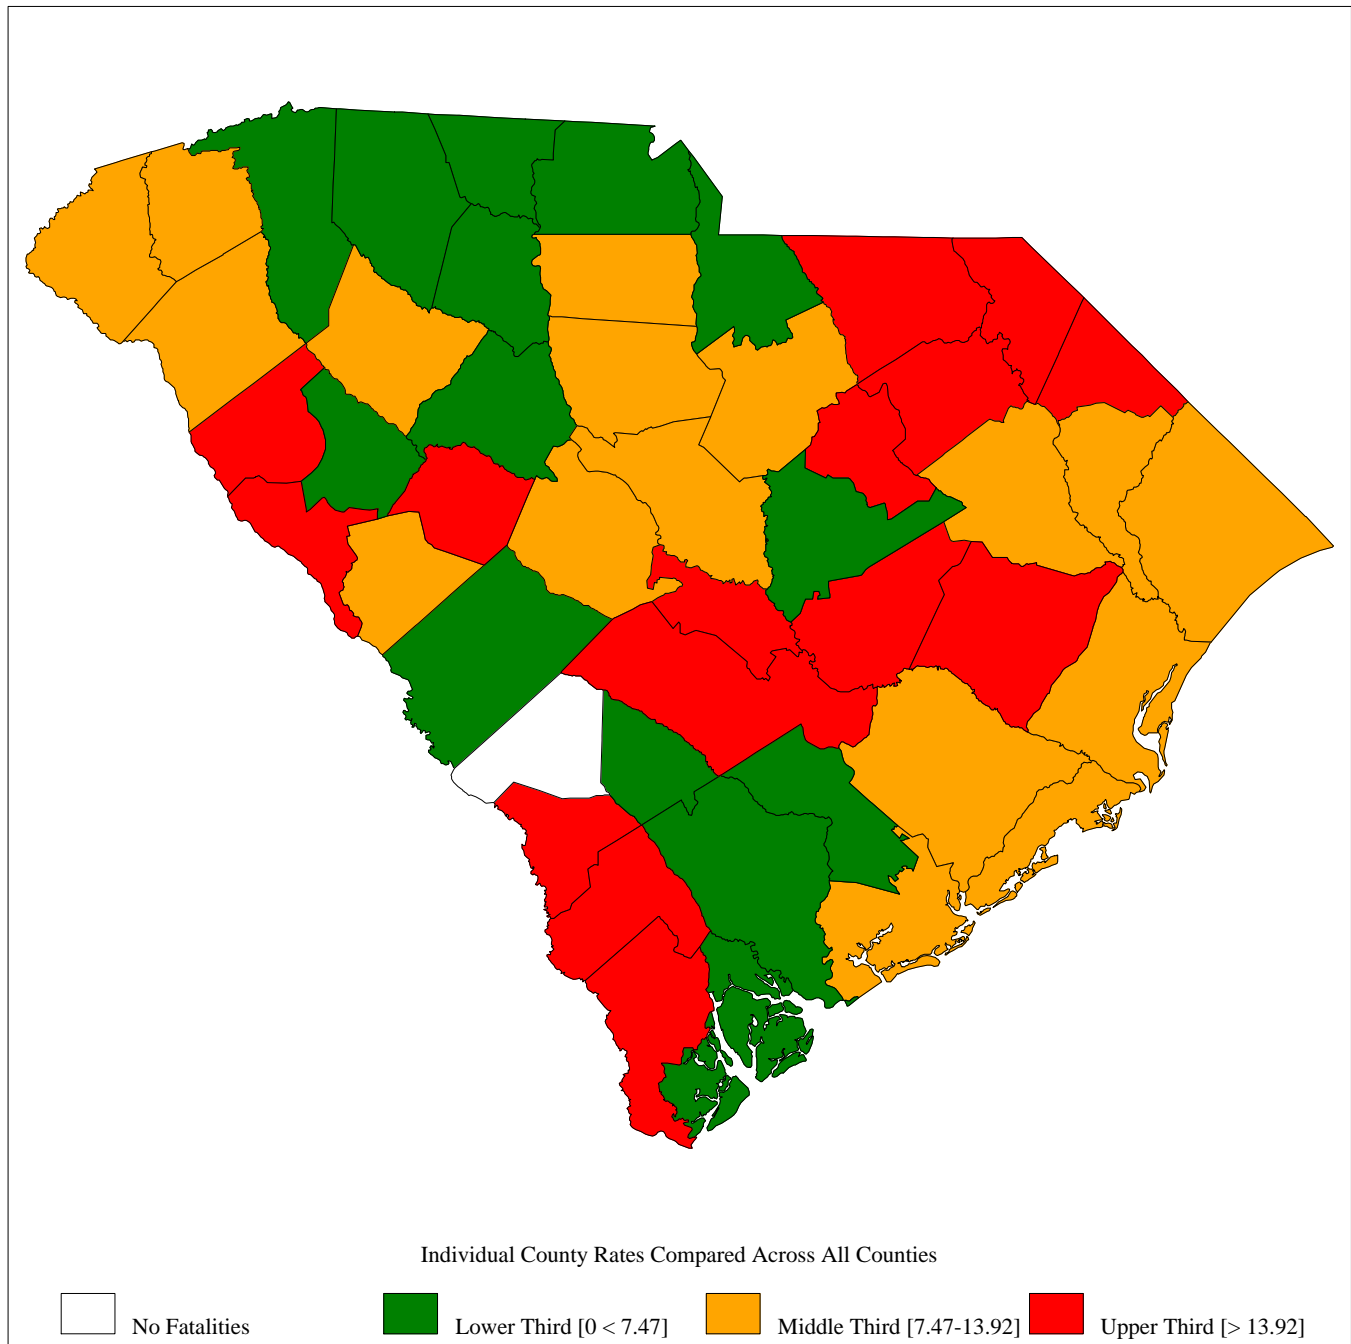 Individual County Rates Compared Across All Counties
No Fatalities
Lower Third [0 < 7.47]
Middle Third [7.47-13.92]
Upper Third [> 13.92]